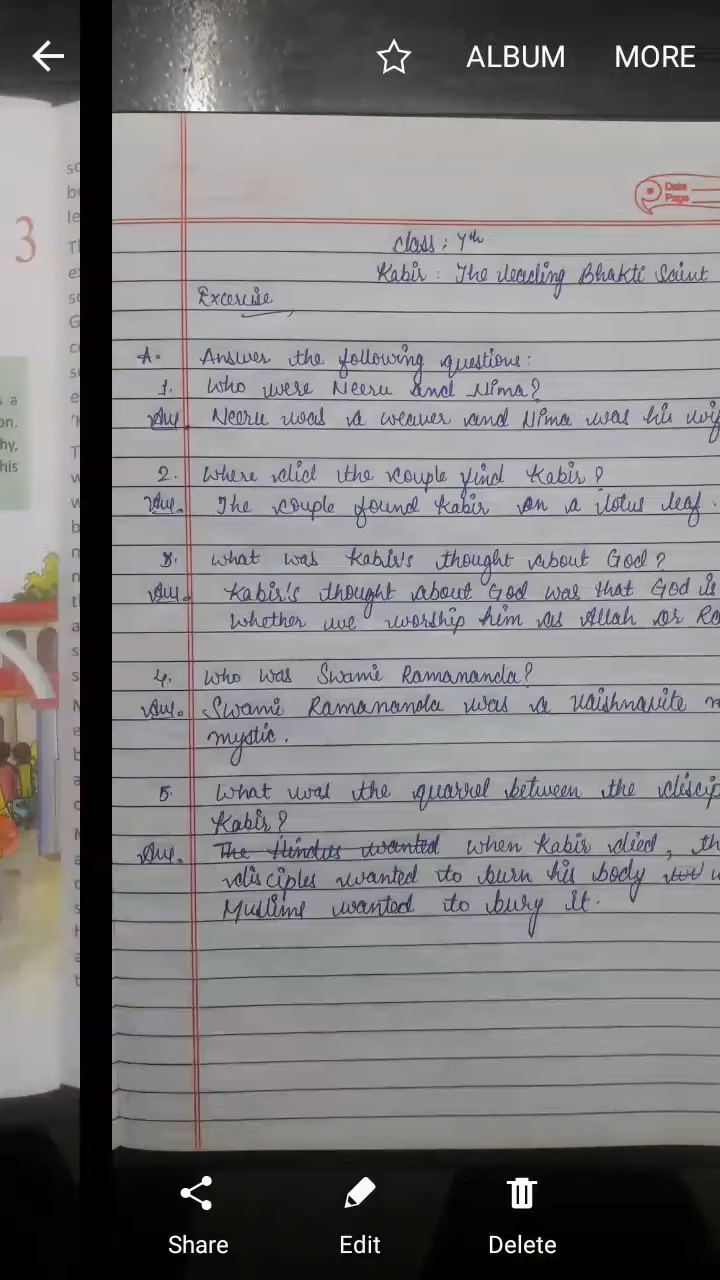 ALBUM MORE
3
Date
Page
Class : 7th
Kabir : The leading Bhakti Saint
Excercise
A. Answer the following questions :
1. Who were Neeru and Nima?
Ans. Neeru was a weaver and Nima was his
2. Where did the couple find Kabir?
Ans. The couple found Kabir on a lotus leaf.
3. What was Kabir's thought about God?
Ans. Kabir's thought about God was that God is
whether we worship him as Allah or
4. Who was Swami Ramananda?
Ans. Swami Ramananda was a Vaishnavite
mystic.
5. What was the quarrel between the
Kabir?
Ans. The Hindus wanted when Kabir died,
disciples wanted to burn his body
Muslims wanted to bury it.
Share Edit Delete